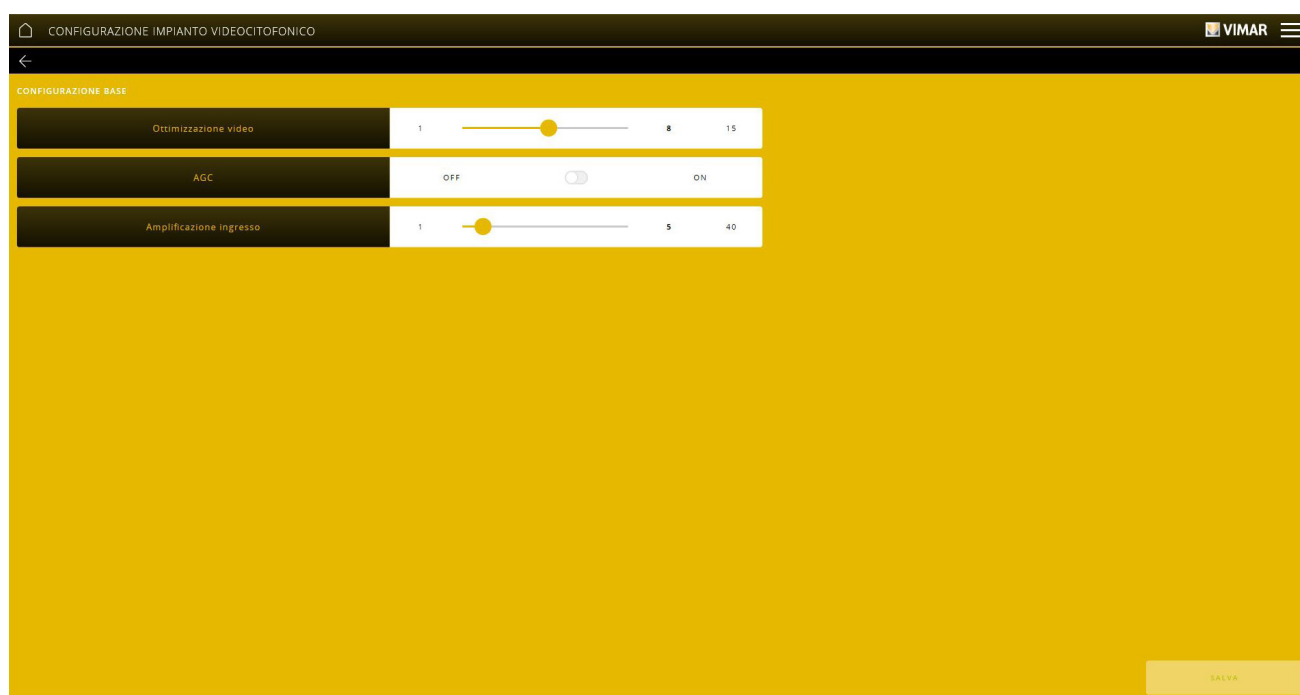 CONFIGURAZIONE IMPIANTO VIDEOCITOFONICO VIMAR
CONFIGURAZIONE BASE
Ottimizzazione video 1 8 15
AGC OFF ON
Amplificazione ingresso 1 5 40
SALVA